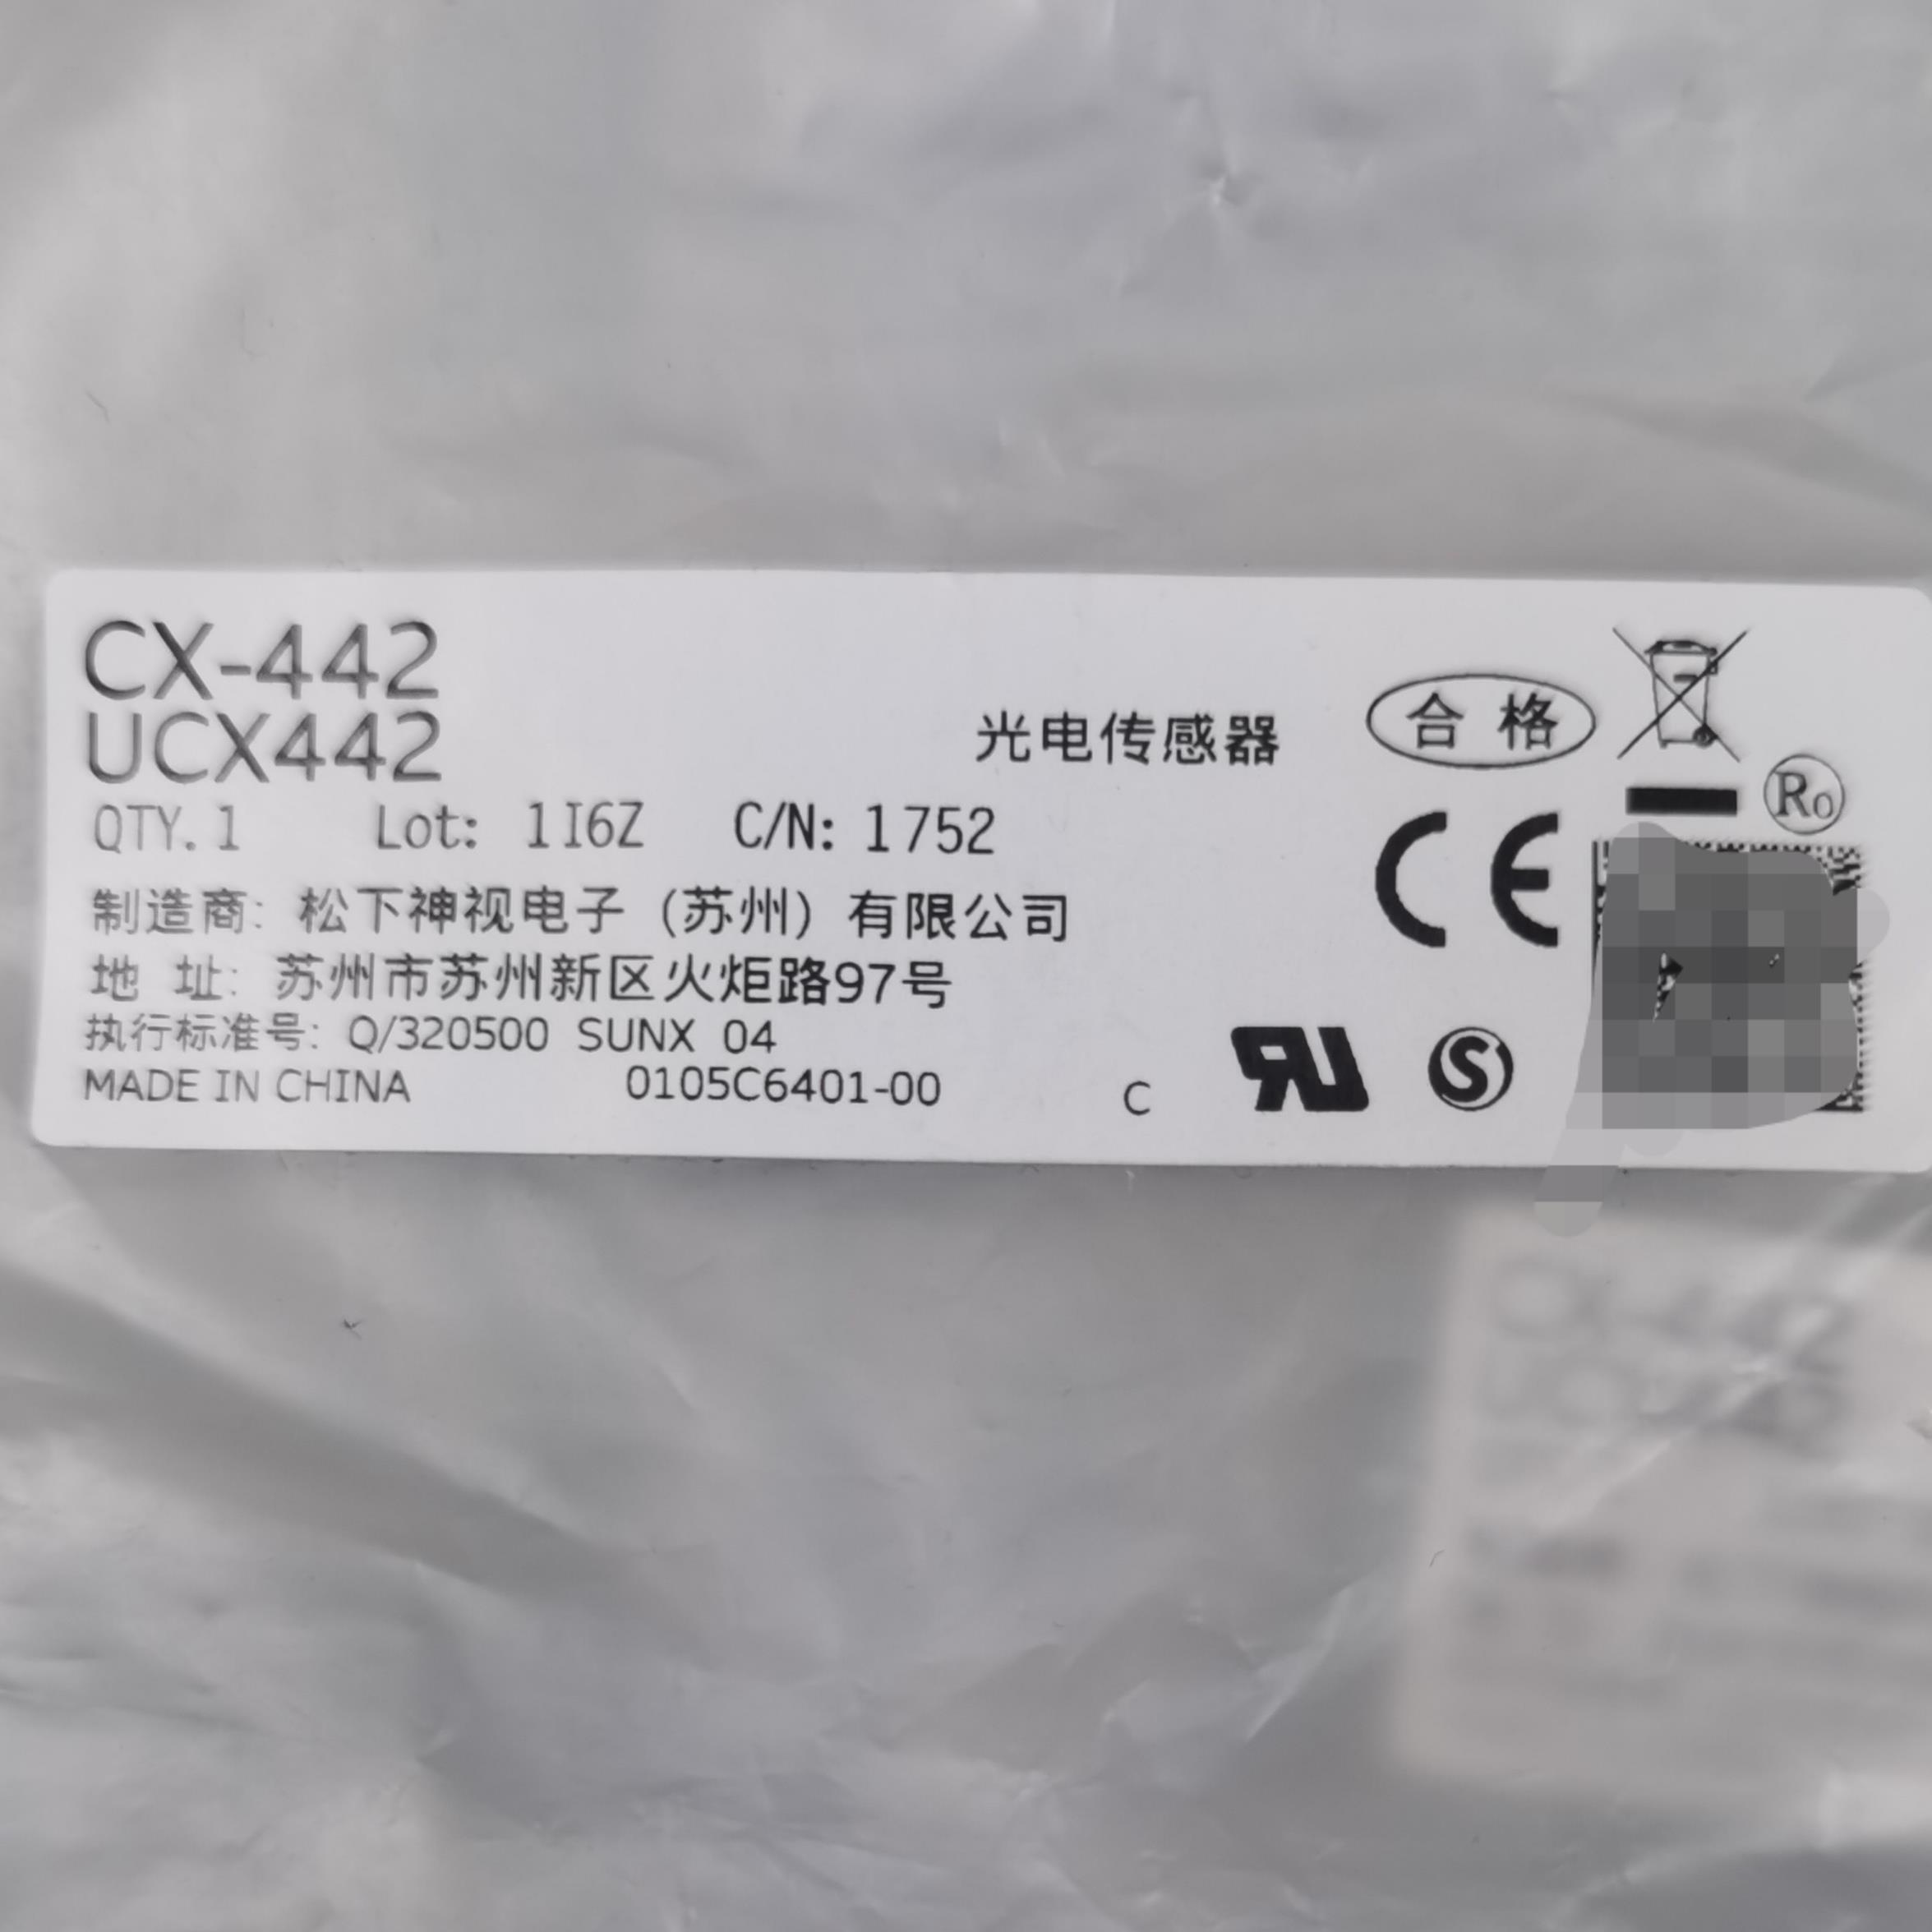 CX-442
UCX442
光电传感器
合格
R0
QTY.1 Lot: 1I6Z C/N: 1752
CE
制造商: 松下神视电子 (苏州) 有限公司
地 址: 苏州市苏州新区火炬路97号
执行标准号: Q/320500 SUNX 04
MADE IN CHINA 0105C6401-00 C